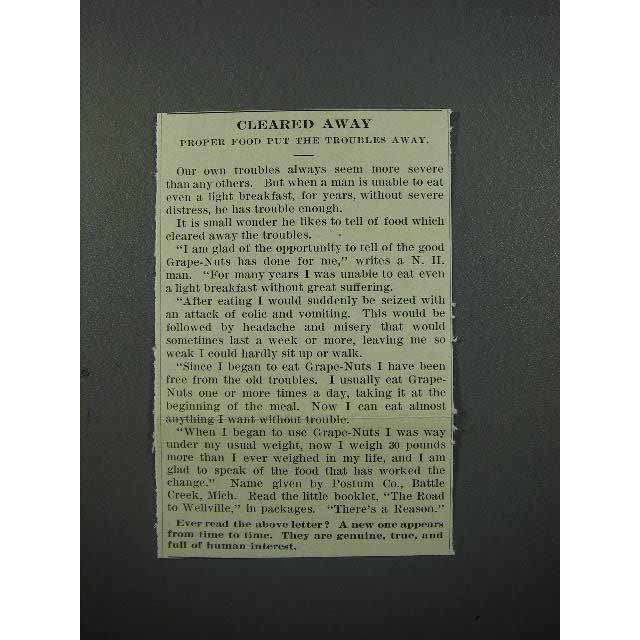 CLEARED AWAY
PROPER FOOD PUT THE TROUBLES AWAY.
Our own troubles always seem more severe
than any others. But when a man is unable to eat
even a light breakfast, for years, without severe
distress, he has trouble enough.
It is small wonder he likes to tell of food which
cleared away the troubles.
"I am glad of the opportunity to tell of the good
Grape-Nuts has done for me," writes a N. H.
man. "For many years I was unable to eat even
a light breakfast without great suffering.
"After eating I would suddenly be seized with
an attack of colic and vomiting. This would be
followed by headache and misery that would
sometimes last a week or more, leaving me so
weak I could hardly sit up or walk.
"Since I began to eat Grape-Nuts I have been
free from the old troubles. I usually eat Grape-
Nuts one or more times a day, taking it at the
beginning of the meal. Now I can eat almost
anything I want without trouble.
"When I began to use Grape-Nuts I was way
under my usual weight, now I weigh 30 pounds
more than I ever weighed in my life, and I am
glad to speak of the food that has worked the
change." Name given by Postum Co., Battle
Creek, Mich. Read the little booklet, "The Road
to Wellville," in packages. "There's a Reason."
Ever read the above letter? A new one appears
from time to time. They are genuine, true, and
full of human interest.